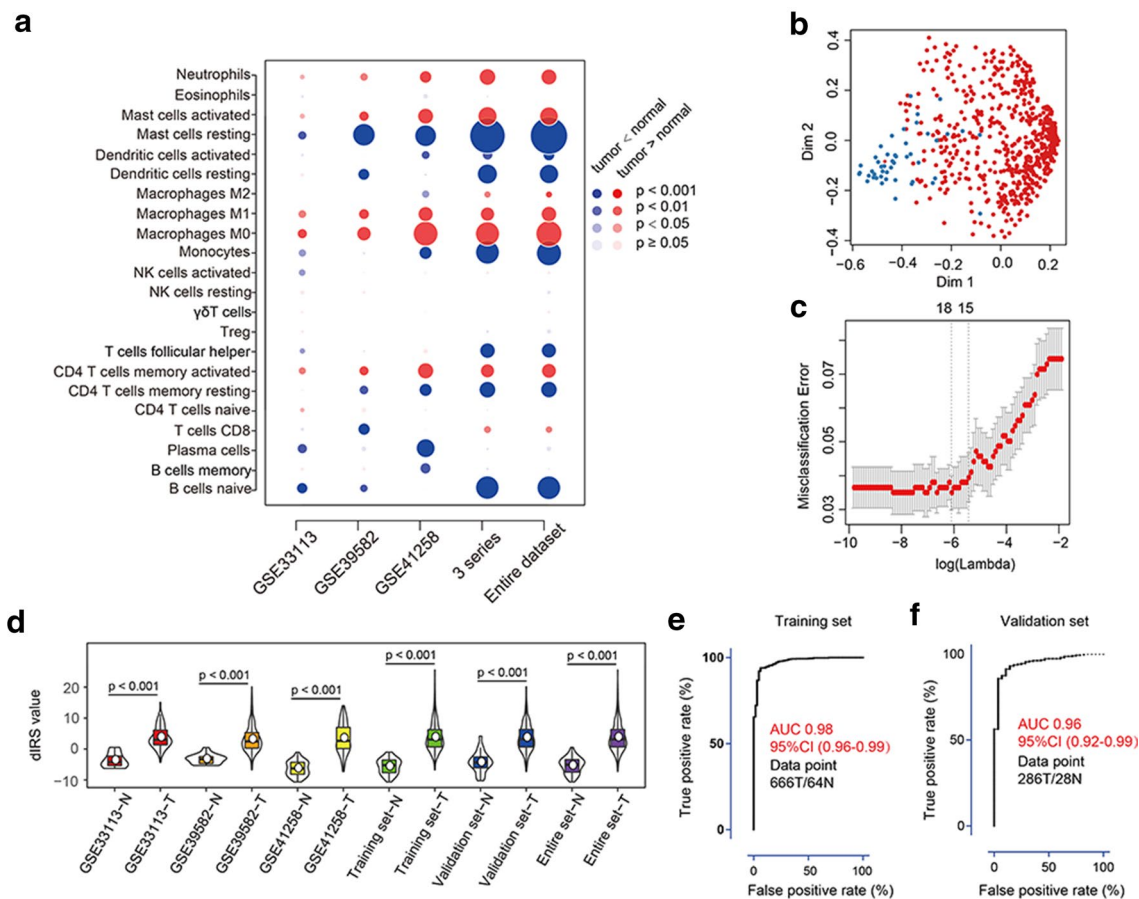 a
Neutrophils
Eosinophils
Mast cells activated
Mast cells resting
Dendritic cells activated
Dendritic cells resting
Macrophages M2
Macrophages M1
Macrophages M0
Monocytes
NK cells activated
NK cells resting
γδT cells
Treg
T cells follicular helper
CD4 T cells memory activated
CD4 T cells memory resting
CD4 T cells naive
T cells CD8
Plasma cells
B cells memory
B cells naive
GSE33113
GSE39582
GSE41258
3 series
Entire dataset
tumor < normal
tumor > normal
p < 0.001
p < 0.01
p < 0.05
p ≥ 0.05
b
Dim 2
0.4
0.2
0.0
−0.2
−0.4
−0.6
−0.4
−0.2
0.0
0.2
Dim 1
c
18 15
Misclassification Error
0.07
0.05
0.03
−10
−8
−6
−4
−2
log(Lambda)
d
dIRS value
20
10
0
−10
p < 0.001
p < 0.001
p < 0.001
p < 0.001
p < 0.001
p < 0.001
GSE33113−N
GSE33113−T
GSE39582−N
GSE39582−T
GSE41258−N
GSE41258−T
Training set−N
Training set−T
Validation set−N
Validation set−T
Entire set−N
Entire set−T
e
Training set
True positive rate (%)
100
50
0
AUC 0.98
95%CI (0.96-0.99)
Data point
666T/64N
0
50
100
False positive rate (%)
f
Validation set
True positive rate (%)
100
50
0
AUC 0.96
95%CI (0.92-0.99)
Data point
286T/28N
0
50
100
False positive rate (%)